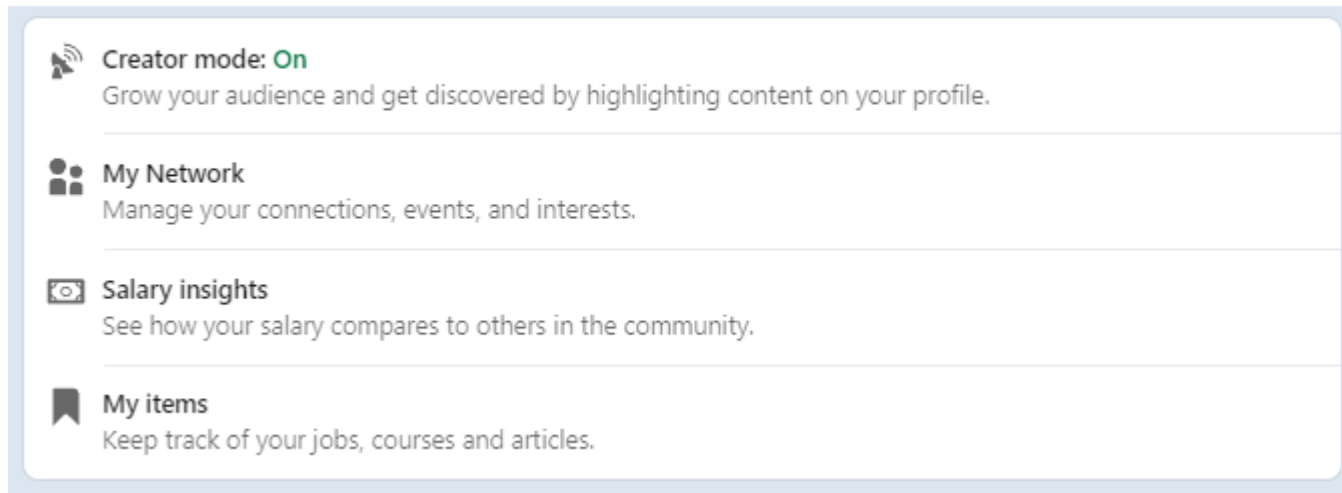 Creator mode: On
Grow your audience and get discovered by highlighting content on your profile.
My Network
Manage your connections, events, and interests.
Salary insights
See how your salary compares to others in the community.
My items
Keep track of your jobs, courses and articles.